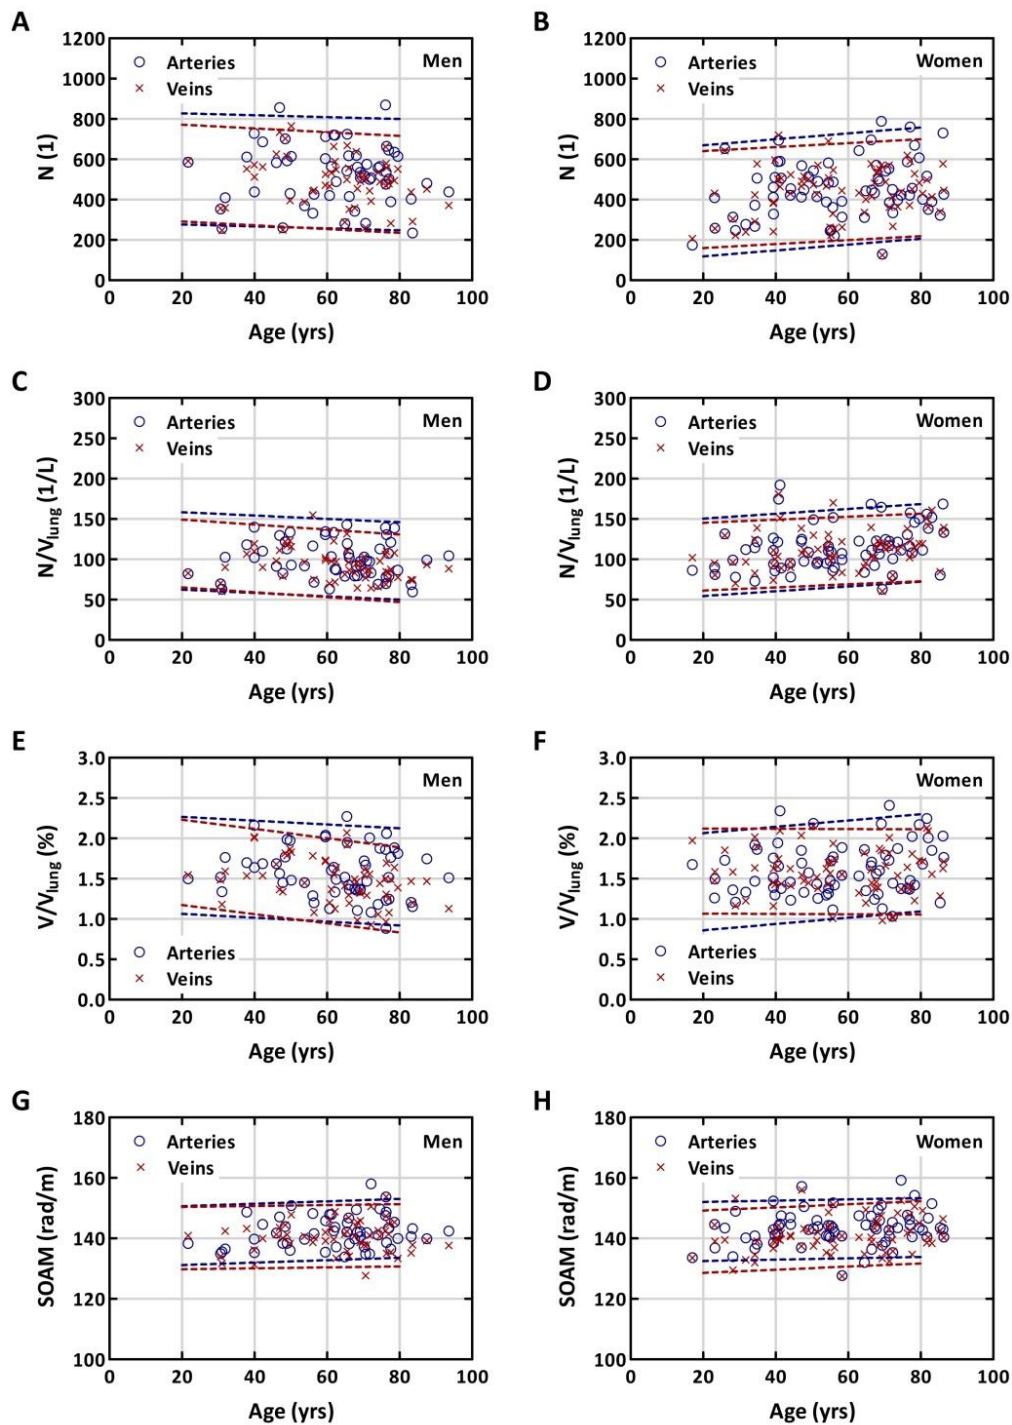 A
B
1200
1000
800
600
400
200
0
N (1)
Arteries
Veins
Men
0 20 40 60 80 100
Age (yrs)
1200
1000
800
600
400
200
0
N (1)
Arteries
Veins
Women
0 20 40 60 80 100
Age (yrs)
C
D
300
250
200
150
100
50
0
N/Vlung (1/L)
Arteries
Veins
Men
0 20 40 60 80 100
Age (yrs)
300
250
200
150
100
50
0
N/Vlung (1/L)
Arteries
Veins
Women
0 20 40 60 80 100
Age (yrs)
E
F
3.0
2.5
2.0
1.5
1.0
0.5
0.0
V/Vlung (%)
Men
Arteries
Veins
0 20 40 60 80 100
Age (yrs)
3.0
2.5
2.0
1.5
1.0
0.5
0.0
V/Vlung (%)
Women
Arteries
Veins
0 20 40 60 80 100
Age (yrs)
G
H
180
160
140
120
100
SOAM (rad/m)
Arteries
Veins
Men
0 20 40 60 80 100
Age (yrs)
180
160
140
120
100
SOAM (rad/m)
Arteries
Veins
Women
0 20 40 60 80 100
Age (yrs)